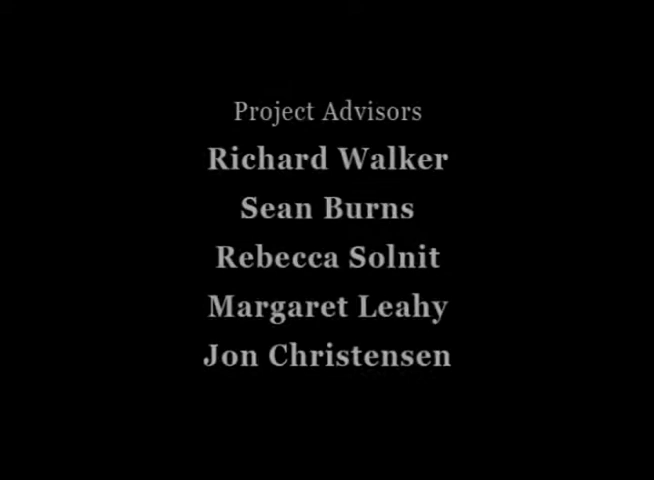 Project Advisors
Richard Walker
Sean Burns
Rebecca Solnit
Margaret Leahy
Jon Christensen